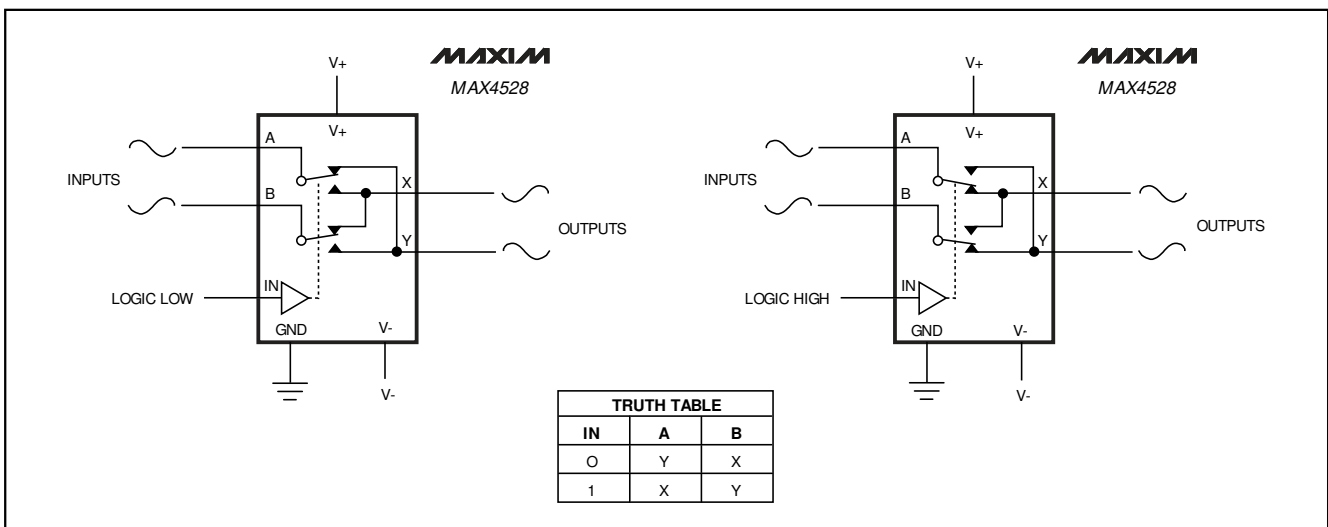 MAXIM
MAX4528
V+
V+
A
INPUTS
B
X
Y
OUTPUTS
LOGIC LOW
IN
GND
V-
V-
MAXIM
MAX4528
V+
V+
A
INPUTS
B
X
Y
OUTPUTS
LOGIC HIGH
IN
GND
V-
V-
TRUTH TABLE
IN A B
O Y X
1 X Y